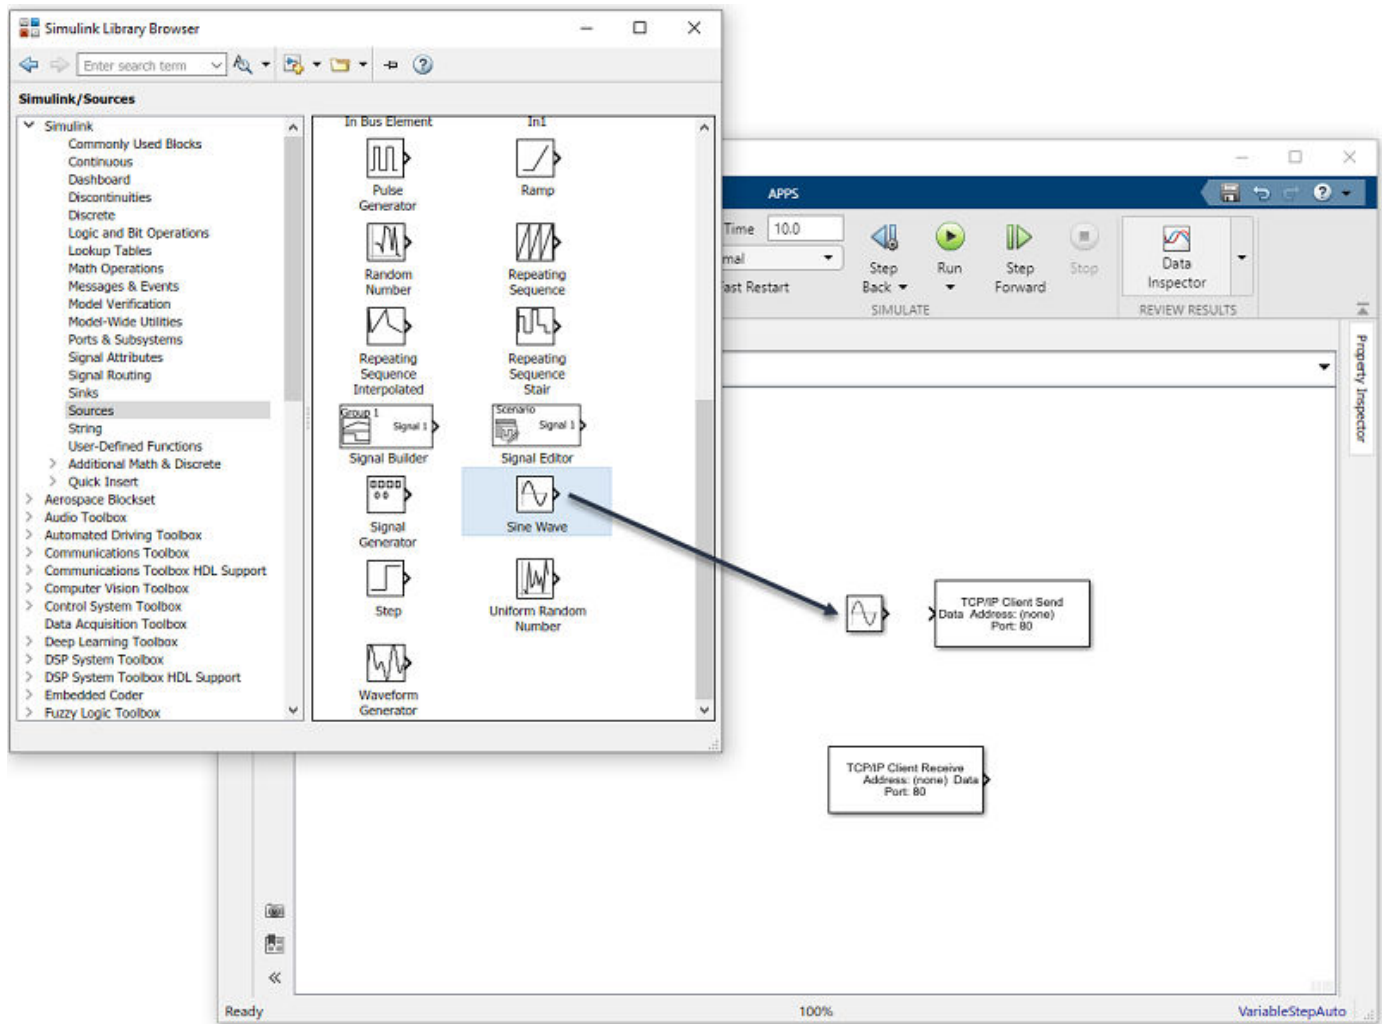 Simulink Library Browser
Enter search term
Simulink/Sources
Simulink
Commonly Used Blocks
Continuous
Dashboard
Discontinuities
Discrete
Logic and Bit Operations
Lookup Tables
Math Operations
Messages & Events
Model Verification
Model-Wide Utilities
Ports & Subsystems
Signal Attributes
Signal Routing
Sinks
Sources
String
User-Defined Functions
Additional Math & Discrete
Quick Insert
Aerospace Blockset
Audio Toolbox
Automated Driving Toolbox
Communications Toolbox
Communications Toolbox HDL Support
Computer Vision Toolbox
Control System Toolbox
Data Acquisition Toolbox
Deep Learning Toolbox
DSP System Toolbox
DSP System Toolbox HDL Support
Embedded Coder
Fuzzy Logic Toolbox
In Bus Element
In1
Pulse
Generator
Ramp
Random
Number
Repeating
Sequence
Repeating
Sequence
Interpolated
Repeating
Sequence
Stair
Group 1
Signal 1
Signal Builder
Scenario
Signal 1
Signal Editor
Signal
Generator
Sine Wave
Step
Uniform Random
Number
Waveform
Generator
APPS
Time 10.0
mal
Fast Restart
Step
Back
Run
Step
Forward
Stop
SIMULATE
Data
Inspector
REVIEW RESULTS
Property Inspector
TCP/IP Client Send
Data Address: (none)
Port: 80
TCP/IP Client Receive
Address: (none) Data
Port: 80
Ready
100%
VariableStepAuto